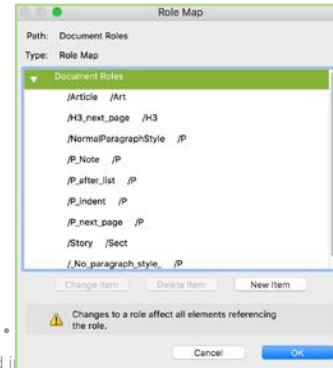 Role Map
Path: Document Roles
Type: Role Map
Document Roles
/Article /Art
/H3_next_page /H3
/NormalParagraphStyle /P
/P_Note /P
/P_after_list /P
/P_indent /P
/P_next_page /P
/Story /Sect
/_No_paragraph_style_ /P
Change Item Delete Item New Item
Changes to a role affect all elements referencing
the role.
Cancel OK